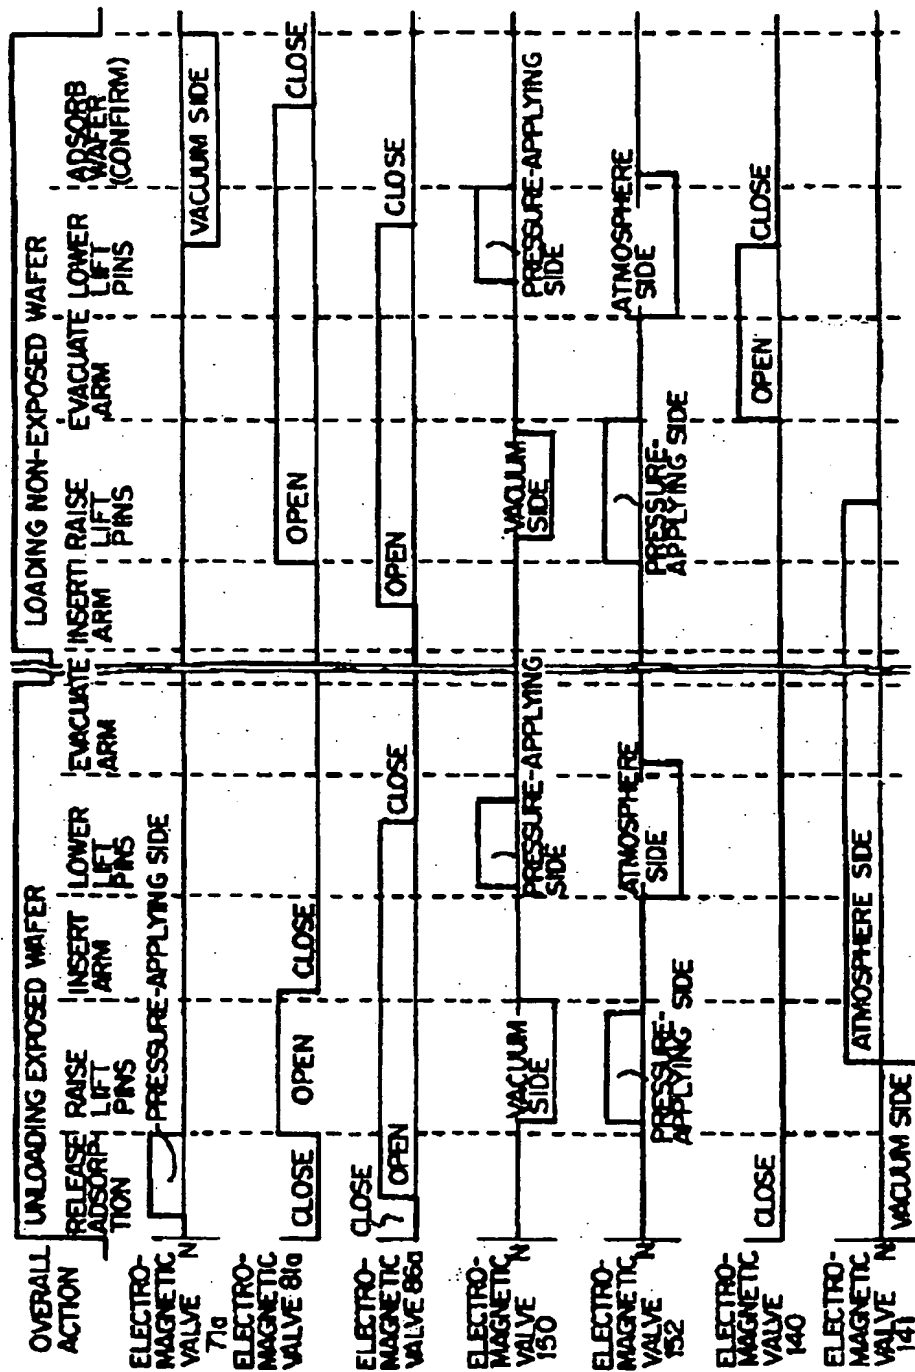 OVERALL
ACTION
UNLOADING EXPOSED WAFER
LOADING NON-EXPOSED WAFER
RELEASE
ADSORP-
TION
RAISE
LIFT
PINS
INSERT
ARM
LOWER
LIFT
PINS
EVACUATE
ARM
INSERT
ARM
RAISE
LIFT
PINS
EVACUATE
ARM
LOWER
LIFT
PINS
ADSORB
WAFER
(CONFIRM)
ELECTRO-
MAGNETIC
VALVE
71a
N
PRESSURE-APPLYING SIDE
VACUUM SIDE
ELECTRO-
MAGNETIC
VALVE 81a
CLOSE
OPEN
CLOSE
OPEN
CLOSE
ELECTRO-
MAGNETIC
VALVE 86a
CLOSE
OPEN
CLOSE
OPEN
CLOSE
ELECTRO-
MAGNETIC
VALVE
150
N
VACUUM
SIDE
PRESSURE-APPLYING
SIDE
VACUUM
SIDE
PRESSURE-APPLYING
SIDE
ELECTRO-
MAGNETIC
VALVE
152
N
PRESSURE-
APPLYING SIDE
ATMOSPHERE
SIDE
PRESSURE-
APPLYING SIDE
ATMOSPHERE
SIDE
ELECTRO-
MAGNETIC
VALVE
140
CLOSE
OPEN
CLOSE
ELECTRO-
MAGNETIC
VALVE
141
N
VACUUM SIDE
ATMOSPHERE SIDE